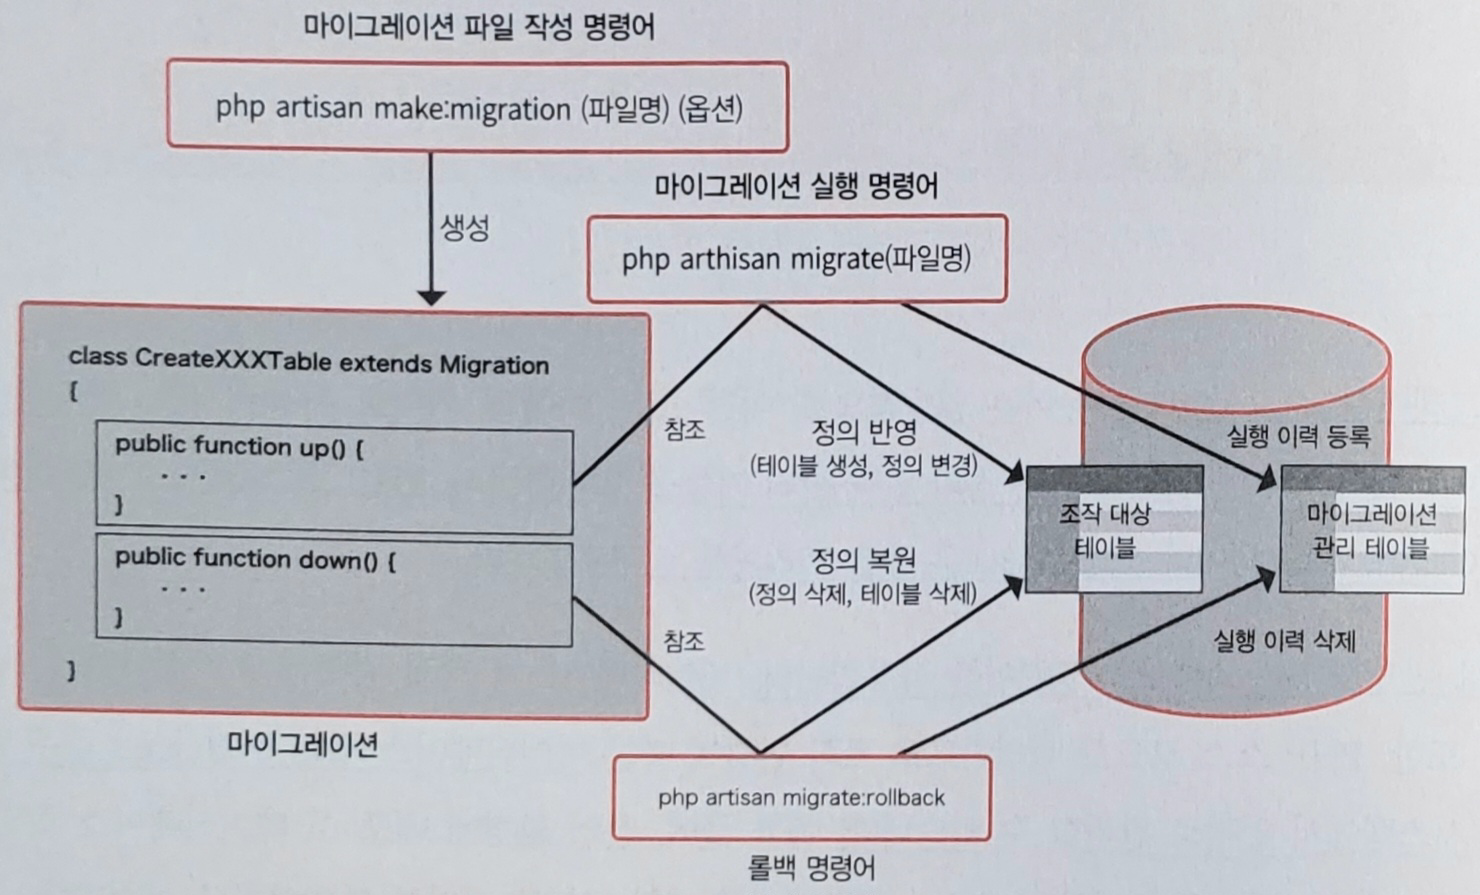 마이그레이션 파일 작성 명령어
php artisan make:migration (파일명) (옵션)
생성
마이그레이션 실행 명령어
php arthisan migrate(파일명)
class CreateXXXTable extends Migration
{
public function up() {
...
}
public function down() {
...
}
}
마이그레이션
참조
정의 반영
(테이블 생성, 정의 변경)
실행 이력 등록
조작 대상
테이블
마이그레이션
관리 테이블
정의 복원
(정의 삭제, 테이블 삭제)
참조
실행 이력 삭제
php artisan migrate:rollback
롤백 명령어